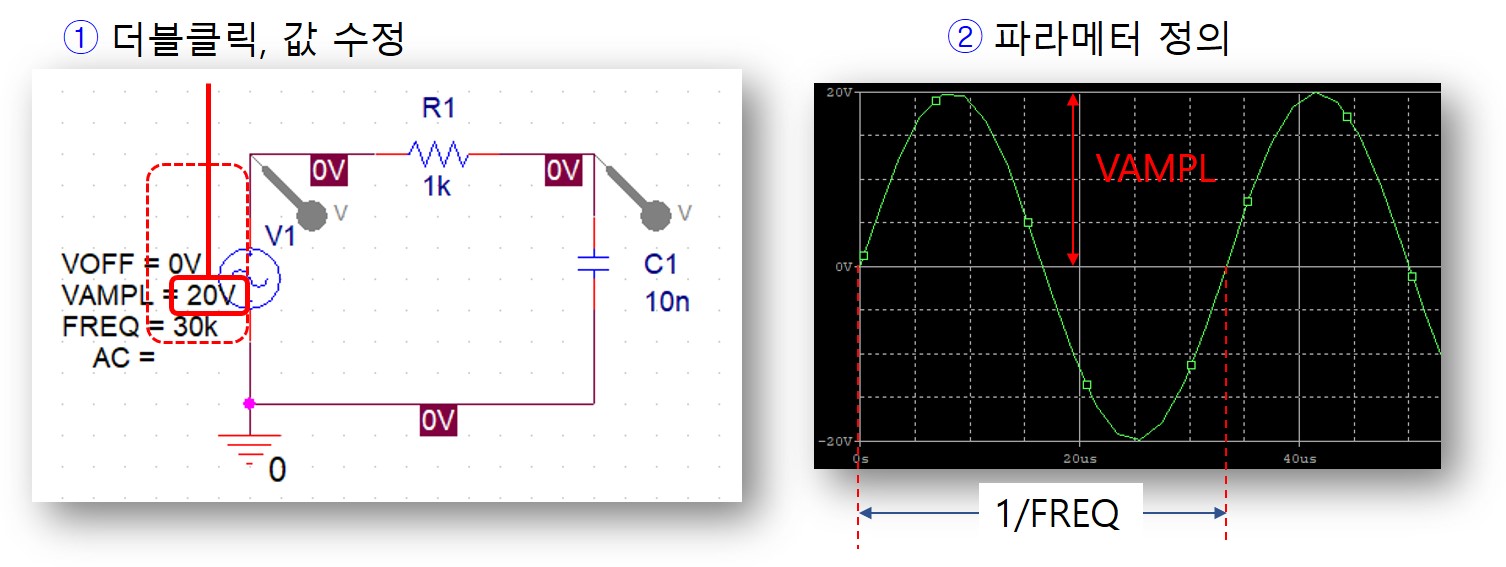 ① 더블클릭, 값 수정
② 파라메터 정의
R1
0V
0V
1k
V
V
V1
VOFF = 0V
VAMPL = 20V
FREQ = 30k
AC =
C1
10n
0V
0
20V
VAMPL
0V
-20V
0s
20us
40us
1/FREQ